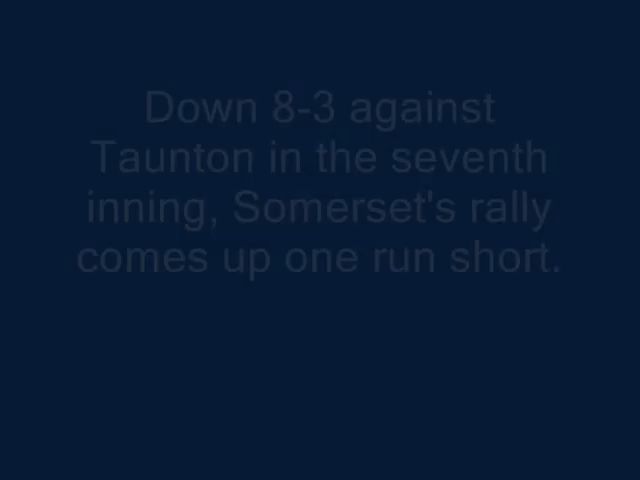 Down 8-3 against
Taunton in the seventh
inning, Somerset's rally
comes up one run short.